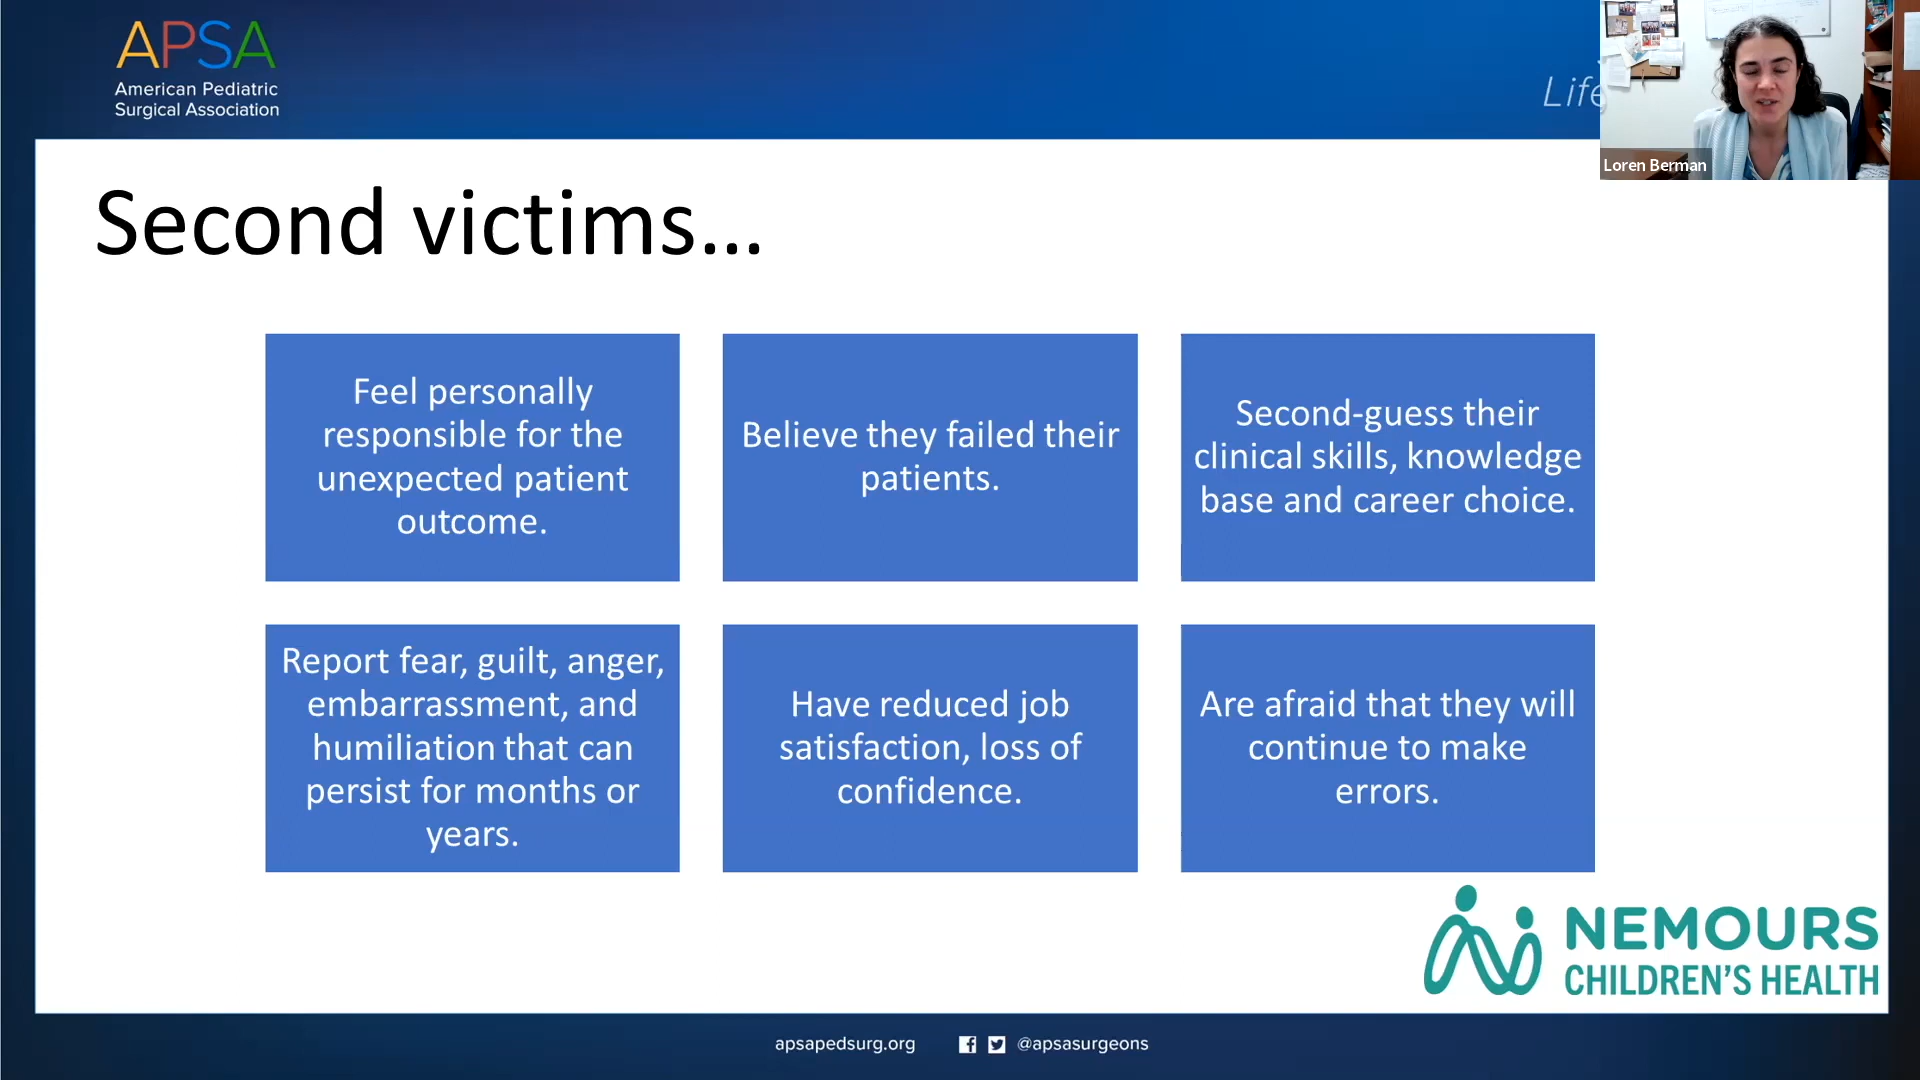 APSA
American Pediatric
Surgical Association
Life
Loren Berman
Second victims...
Feel personally
responsible for the
unexpected patient
outcome.
Believe they failed their
patients.
Second-guess their
clinical skills, knowledge
base and career choice.
Report fear, guilt, anger,
embarrassment, and
humiliation that can
persist for months or
years.
Have reduced job
satisfaction, loss of
confidence.
Are afraid that they will
continue to make
errors.
NEMOURS
CHILDREN'S HEALTH
apsapedsurg.org
@apsasurgeons